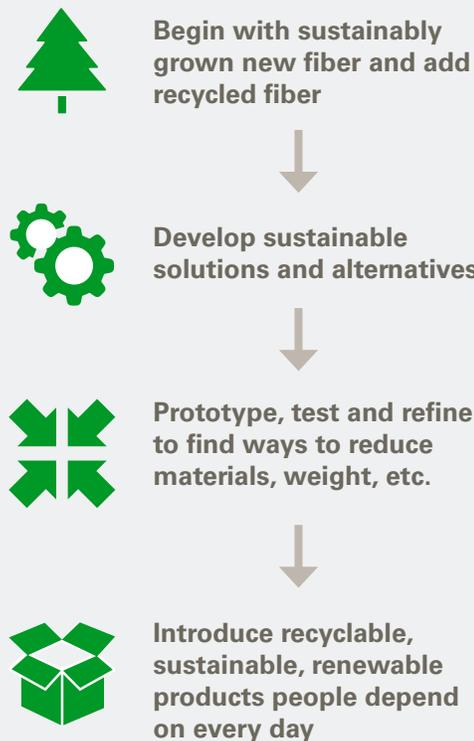 Begin with sustainably
grown new fiber and add
recycled fiber
Develop sustainable
solutions and alternatives
Prototype, test and refine
to find ways to reduce
materials, weight, etc.
Introduce recyclable,
sustainable, renewable
products people depend
on every day